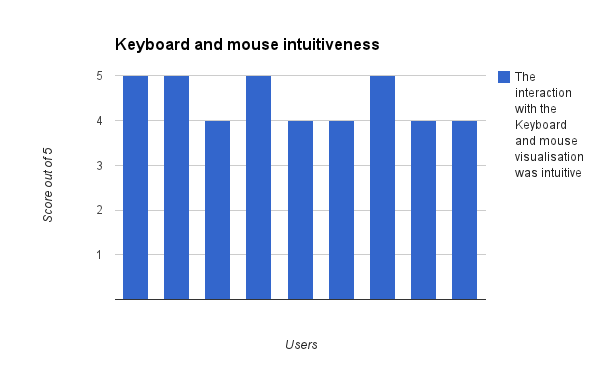 Keyboard and mouse intuitiveness
5
4
3
2
1
Score out of 5
Users
The
interaction
with the
Keyboard
and mouse
visualisation
was intuitive